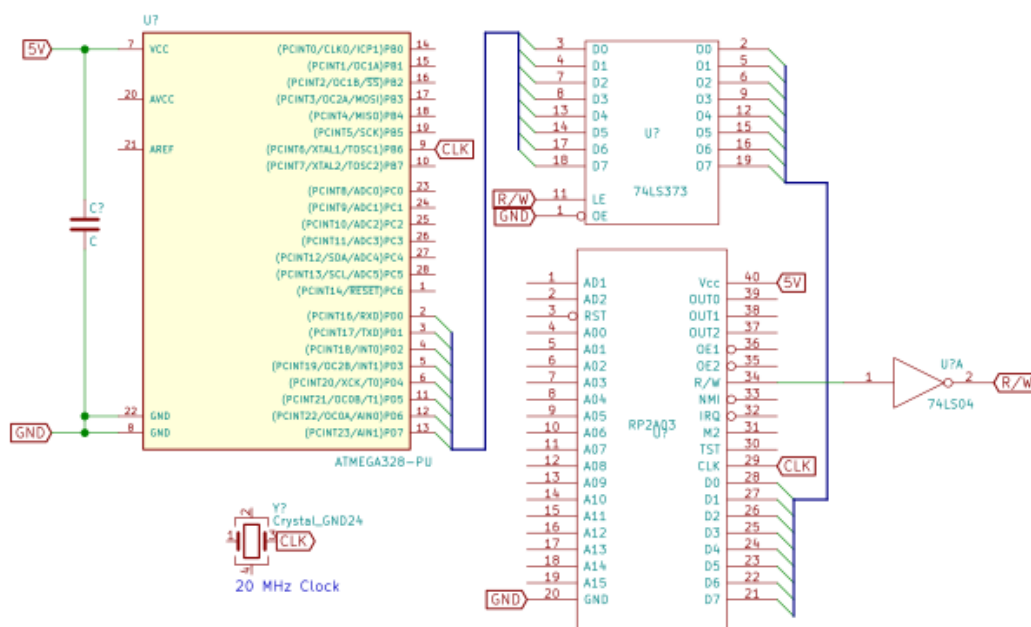 U?
5V
7 VCC
20 AVCC
21 AREF
22 GND
8 GND
GND
C?
C
(PCINT0/CLKO/ICP1)PB0 14
(PCINT1/OC1A)PB1 15
(PCINT2/OC1B/SS)PB2 16
(PCINT3/OC2A/MOSI)PB3 17
(PCINT4/MISO)PB4 18
(PCINT5/SCK)PB5 19
(PCINT6/XTAL1/TOSC1)PB6 9 CLK
(PCINT7/XTAL2/TOSC2)PB7 10
(PCINT8/ADC0)PC0 23
(PCINT9/ADC1)PC1 24
(PCINT10/ADC2)PC2 25
(PCINT11/ADC3)PC3 26
(PCINT12/SDA/ADC4)PC4 27
(PCINT13/SCL/ADC5)PC5 28
(PCINT14/RESET)PC6 1
(PCINT16/RXD)PD0 2
(PCINT17/TXD)PD1 3
(PCINT18/INT0)PD2 4
(PCINT19/OC2B/INT1)PD3 5
(PCINT20/XCK/T0)PD4 6
(PCINT21/OC0B/T1)PD5 11
(PCINT22/OC0A/AIN0)PD6 12
(PCINT23/AIN1)PD7 13
ATMEGA328-PU
Y?
Crystal_GND24
2
1
3 CLK
4
20 MHz Clock
3 D0 O0 2
4 D1 O1 5
7 D2 O2 6
8 D3 O3 9
13 D4 O4 12
14 D5 O5 15
17 D6 O6 16
18 D7 O7 19
U?
74LS373
R/W 11 LE
GND 1 OE
1 AD1 Vcc 40 5V
2 AD2 OUT0 39
3 RST OUT1 38
4 A00 OUT2 37
5 A01 OE1 36
6 A02 OE2 35
7 A03 R/W 34
8 A04 NMI 33
9 A05 IRQ 32
10 A06 M2 31
11 A07 TST 30
12 A08 CLK 29 CLK
13 A09 D0 28
14 A10 D1 27
15 A11 D2 26
16 A12 D3 25
17 A13 D4 24
18 A14 D5 23
19 A15 D6 22
GND 20 GND D7 21
RP2A03
U?
U?A
1
2 R/W
74LS04